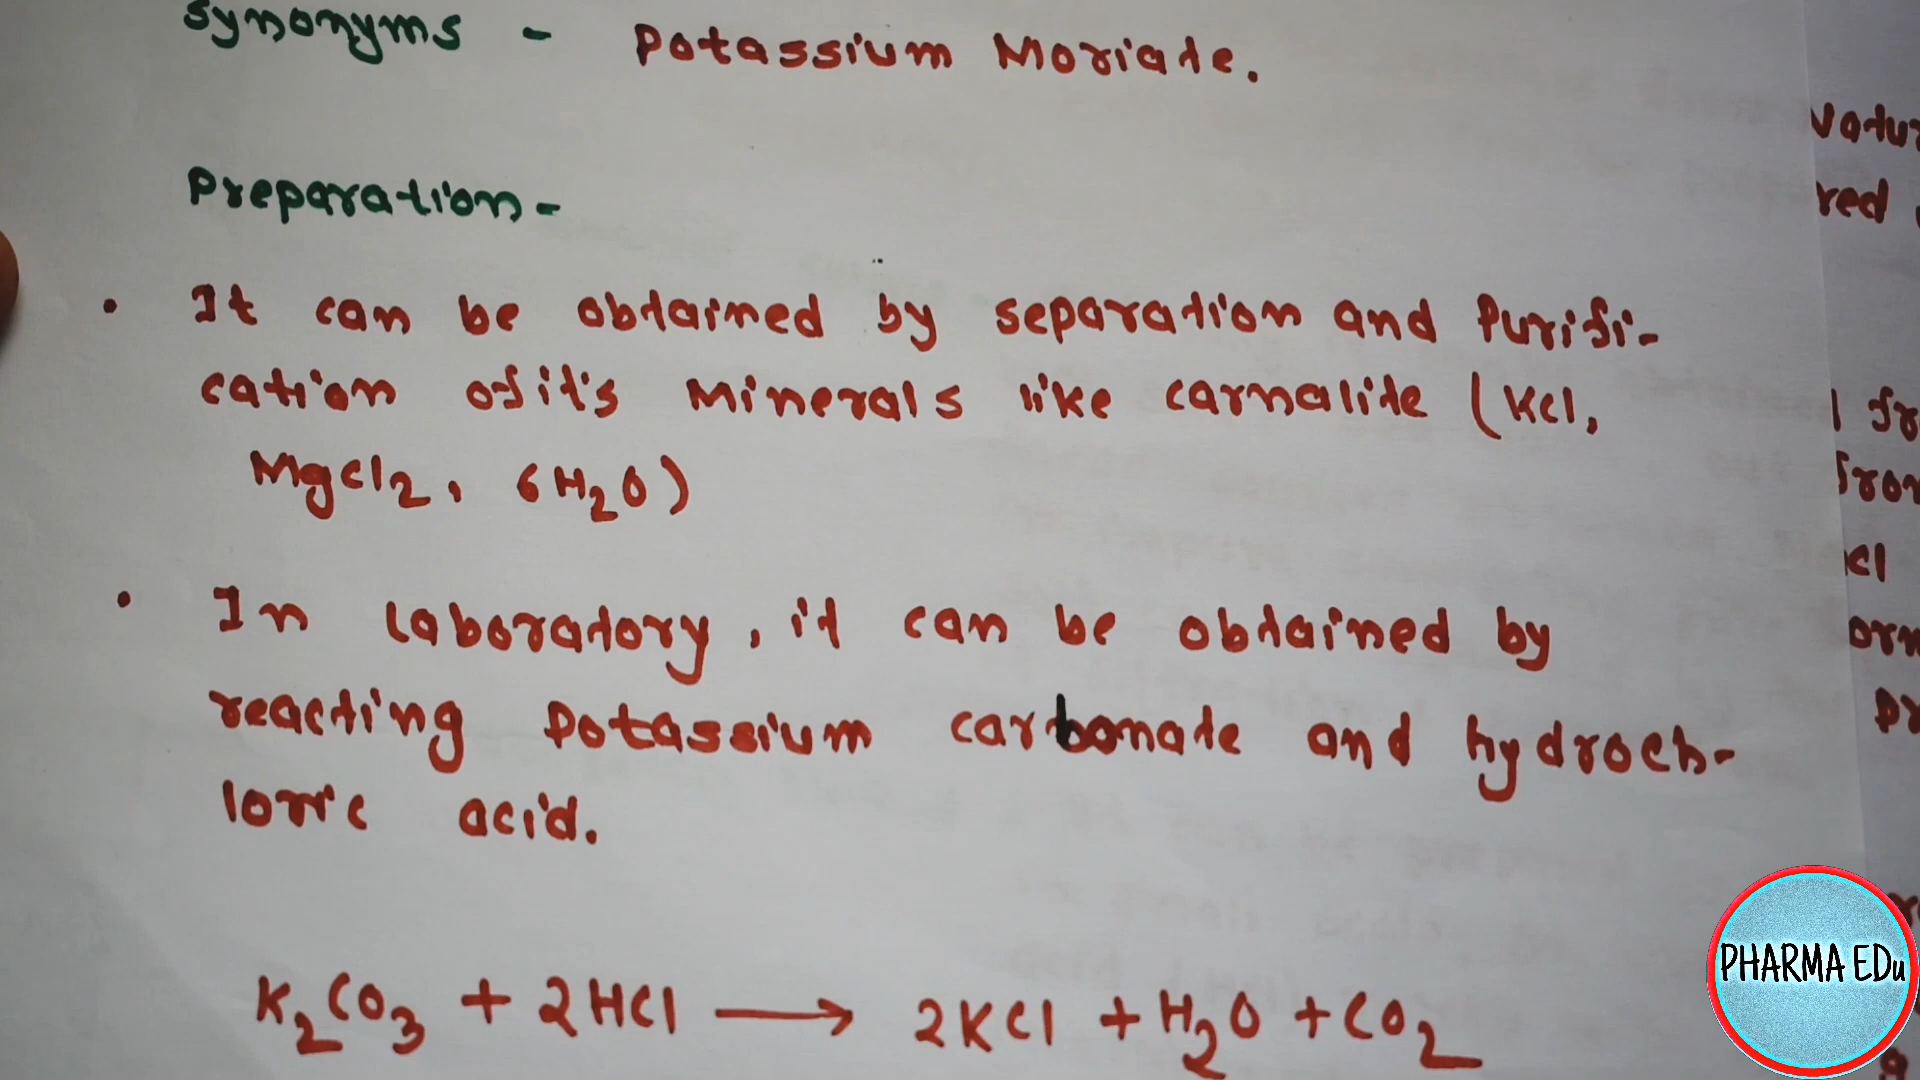 Synonyms - Potassium Moriate.
Preparation -
• It can be obtained by separation and Purifi-
cation of it's Minerals like carnalite (KCl,
MgCl2, 6H2O)
• In laboratory, it can be obtained by
reacting Potassium carbonate and hydroch-
loric acid.
K2CO3 + 2HCl → 2KCl + H2O + CO2
red
Cl
PHARMA EDu